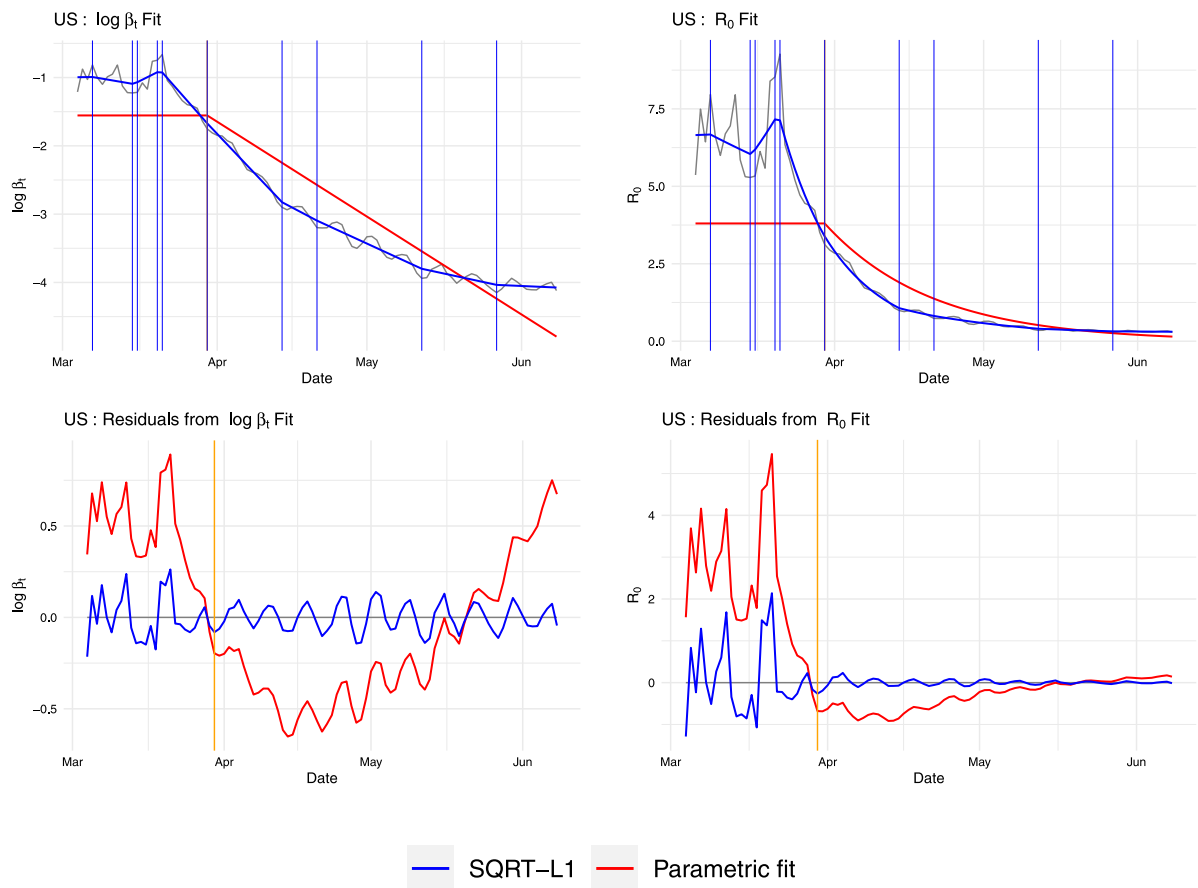 US : log βt Fit
log βt
−1
−2
−3
−4
Mar
Apr
May
Jun
Date
US : R0 Fit
R0
7.5
5.0
2.5
0.0
Mar
Apr
May
Jun
Date
US : Residuals from log βt Fit
log βt
0.5
0.0
−0.5
Mar
Apr
May
Jun
Date
US : Residuals from R0 Fit
R0
4
2
0
Mar
Apr
May
Jun
Date
SQRT−L1
Parametric fit